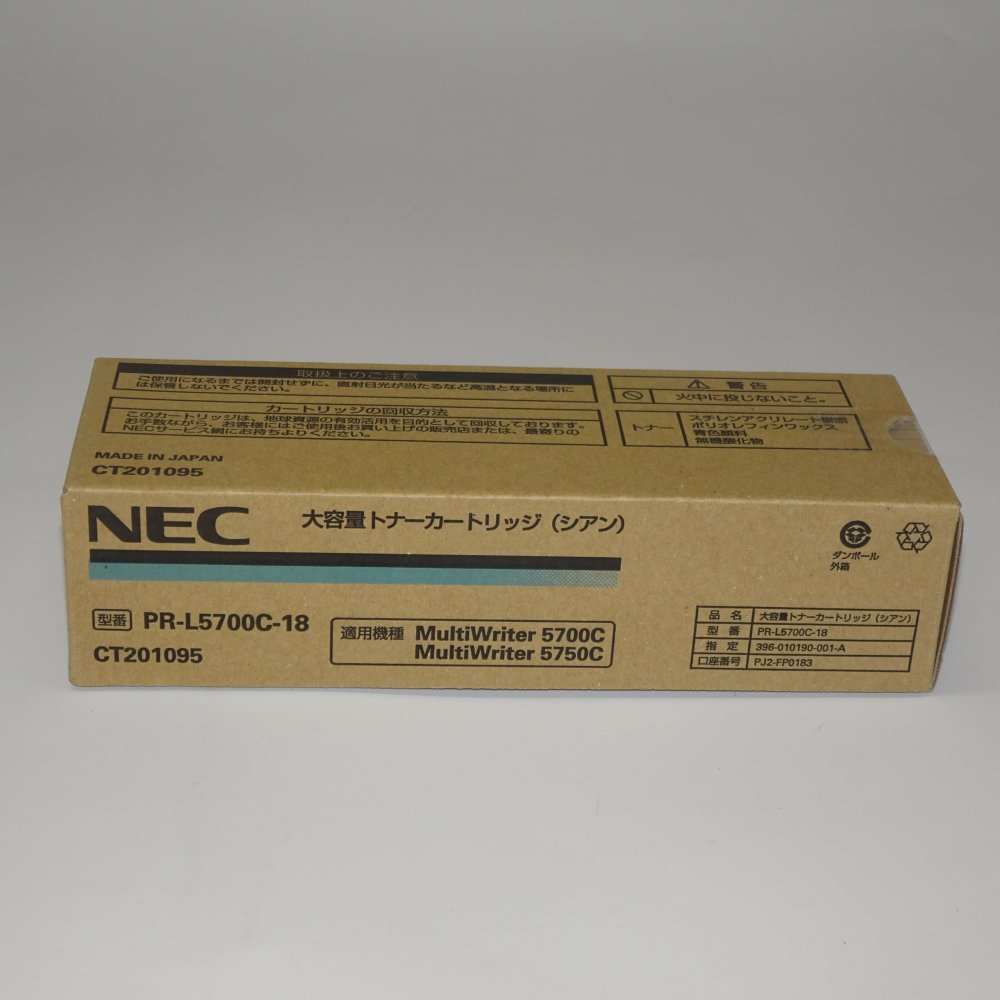 取扱上のご注意
ご使用になるまでは開封せずに、直射日光が当たるなど高温となる場所に
は保管しないでください。
カートリッジの回収方法
このカートリッジは、地球資源の有効活用を目的として回収しております。
お手数ながら、お客様にはご使用後お買い上げの販売店または、最寄りの
NECサービス網にお持ちよりください。
MADE IN JAPAN
CT201095
警告
火中に投じないこと。
トナー
スチレンアクリレート樹脂
ポリオレフィンワックス
青色顔料
無機酸化物
NEC
大容量トナーカートリッジ（シアン）
型番 PR-L5700C-18
CT201095
適用機種 MultiWriter 5700C
MultiWriter 5750C
ダンボール
外箱
品名 大容量トナーカートリッジ（シアン）
型番 PR-L5700C-18
指定 396-010190-001-A
口座番号 PJ2-FP0183